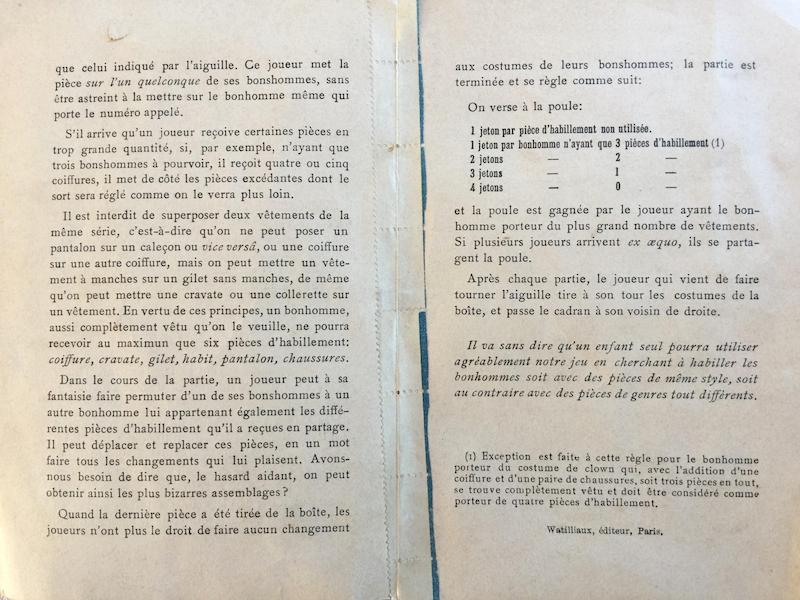 que celui indiqué par l'aiguille. Ce joueur met la
pièce sur l'un quelconque de ses bonshommes, sans
être astreint à la mettre sur le bonhomme même qui
porte le numéro appelé.
S'il arrive qu'un joueur reçoive certaines pièces en
trop grande quantité, si, par exemple, n'ayant que
trois bonshommes à pourvoir, il reçoit quatre ou cinq
coiffures, il met de côté les pièces excédantes dont le
sort sera réglé comme on le verra plus loin.
Il est interdit de superposer deux vêtements de la
même série, c'est-à-dire qu'on ne peut poser un
pantalon sur un caleçon ou vice versâ, ou une coiffure
sur une autre coiffure, mais on peut mettre un vête-
ment à manches sur un gilet sans manches, de même
qu'on peut mettre une cravate ou une collerette sur
un vêtement. En vertu de ces principes, un bonhomme,
aussi complètement vêtu qu'on le veuille, ne pourra
recevoir au maximun que six pièces d'habillement:
coiffure, cravate, gilet, habit, pantalon, chaussures.
Dans le cours de la partie, un joueur peut à sa
fantaisie faire permuter d'un de ses bonshommes à un
autre bonhomme lui appartenant également les diffé-
rentes pièces d'habillement qu'il a reçues en partage.
Il peut déplacer et replacer ces pièces, en un mot
faire tous les changements qui lui plaisent. Avons-
nous besoin de dire que, le hasard aidant, on peut
obtenir ainsi les plus bizarres assemblages?
Quand la dernière pièce a été tirée de la boîte, les
joueurs n'ont plus le droit de faire aucun changement
aux costumes de leurs bonshommes; la partie est
terminée et se règle comme suit:
On verse à la poule:
1 jeton par pièce d'habillement non utilisée.
1 jeton par bonhomme n'ayant que 3 pièces d'habillement (1)
2 jetons — 2 —
3 jetons — 1 —
4 jetons — 0 —
et la poule est gagnée par le joueur ayant le bon-
homme porteur du plus grand nombre de vêtements.
Si plusieurs joueurs arrivent ex æquo, ils se parta-
gent la poule.
Après chaque partie, le joueur qui vient de faire
tourner l'aiguille tire à son tour les costumes de la
boîte, et passe le cadran à son voisin de droite.
Il va sans dire qu'un enfant seul pourra utiliser
agréablement notre jeu en cherchant à habiller les
bonhommes soit avec des pièces de même style, soit
au contraire avec des pièces de genres tout différents.
(1) Exception est faite à cette règle pour le bonhomme
porteur du costume de clown qui, avec l'addition d'une
coiffure et d'une paire de chaussures, soit trois pièces en tout,
se trouve complètement vêtu et doit être considéré comme
porteur de quatre pièces d'habillement.
Watilliaux, éditeur, Paris.